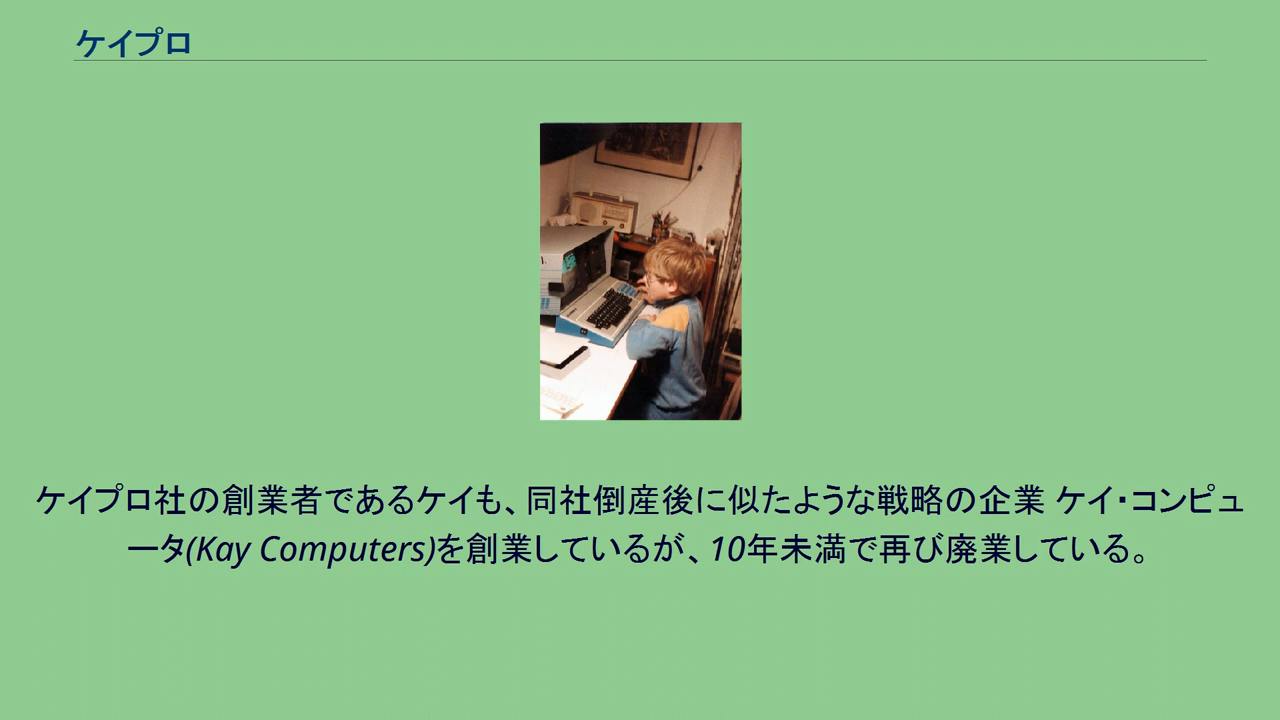 ケイプロ
ケイプロ社の創業者であるケイも、同社倒産後に似たような戦略の企業 ケイ・コンピュ
ータ(Kay Computers)を創業しているが、10年未満で再び廃業している。